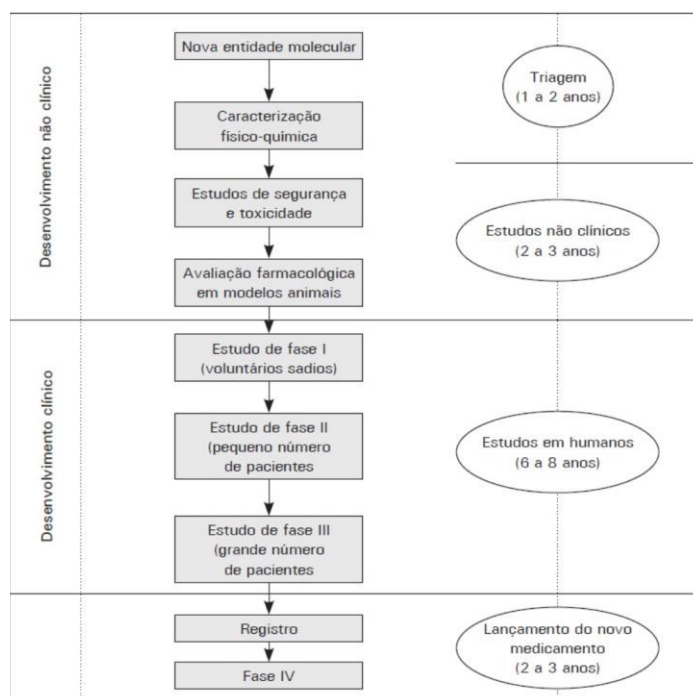 Desenvolvimento não clínico
Nova entidade molecular
Caracterização
físico-química
Estudos de segurança
e toxicidade
Avaliação farmacológica
em modelos animais
Triagem
(1 a 2 anos)
Estudos não clínicos
(2 a 3 anos)
Desenvolvimento clínico
Estudo de fase I
(voluntários sadios)
Estudo de fase II
(pequeno número
de pacientes
Estudo de fase III
(grande número
de pacientes
Estudos em humanos
(6 a 8 anos)
Registro
Fase IV
Lançamento do novo
medicamento
(2 a 3 anos)